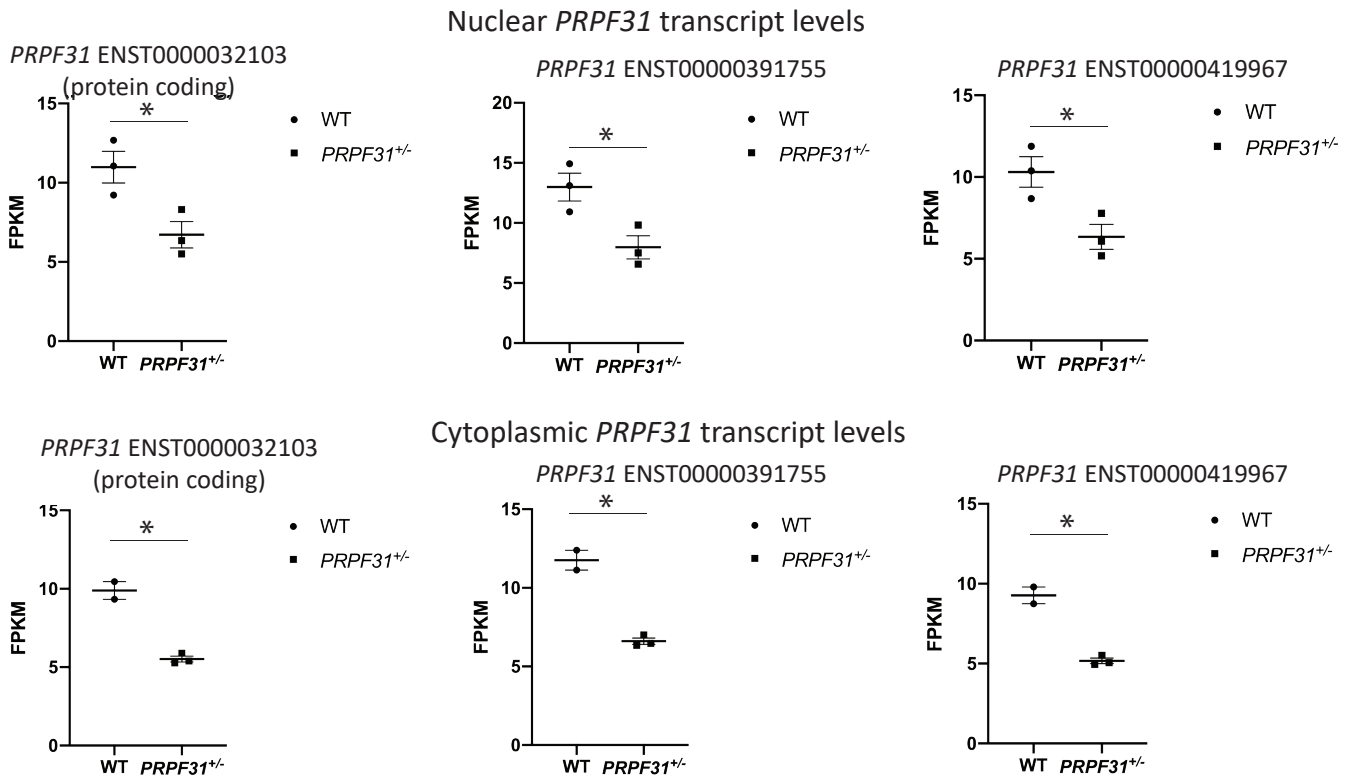 Nuclear PRPF31 transcript levels
PRPF31 ENST0000032103
(protein coding)
15
10
5
0
FPKM
*
WT
PRPF31+/-
WT PRPF31+/-
PRPF31 ENST00000391755
20
15
10
5
0
FPKM
*
WT
PRPF31+/-
WT PRPF31+/-
PRPF31 ENST00000419967
15
10
5
0
FPKM
*
WT
PRPF31+/-
WT PRPF31+/-
Cytoplasmic PRPF31 transcript levels
PRPF31 ENST0000032103
(protein coding)
15
10
5
0
FPKM
*
WT
PRPF31+/-
WT PRPF31+/-
PRPF31 ENST00000391755
15
10
5
0
FPKM
*
WT
PRPF31+/-
WT PRPF31+/-
PRPF31 ENST00000419967
15
10
5
0
FPKM
*
WT
PRPF31+/-
WT PRPF31+/-